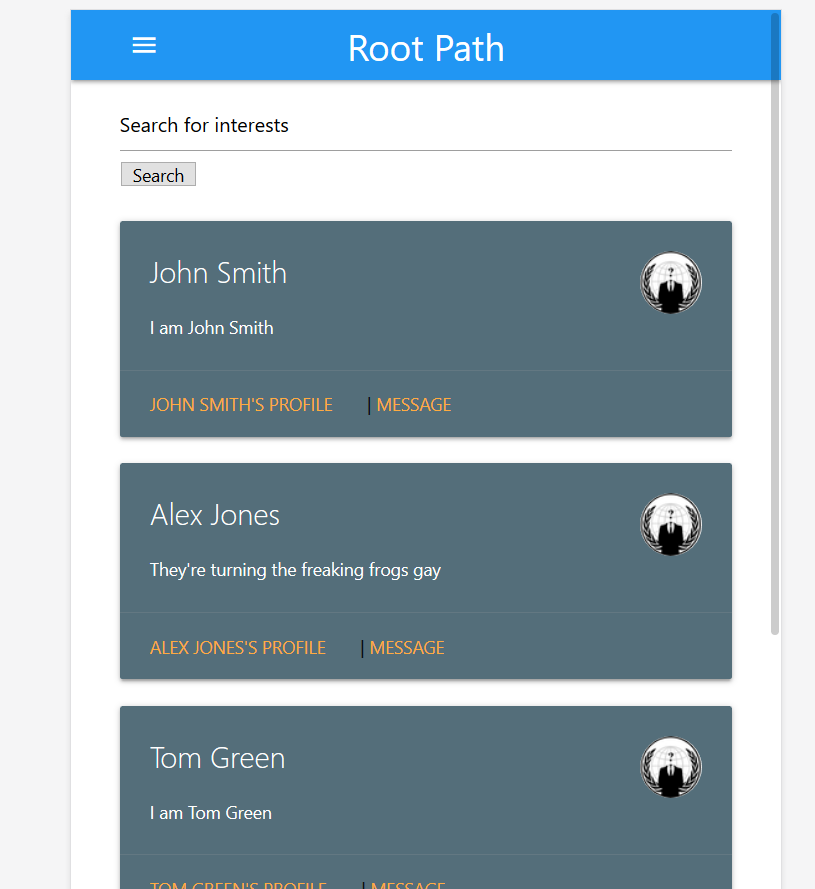 Root Path
Search for interests
Search
John Smith
I am John Smith
JOHN SMITH'S PROFILE | MESSAGE
Alex Jones
They're turning the freaking frogs gay
ALEX JONES'S PROFILE | MESSAGE
Tom Green
I am Tom Green
TOM GREEN'S PROFILE | MESSAGE